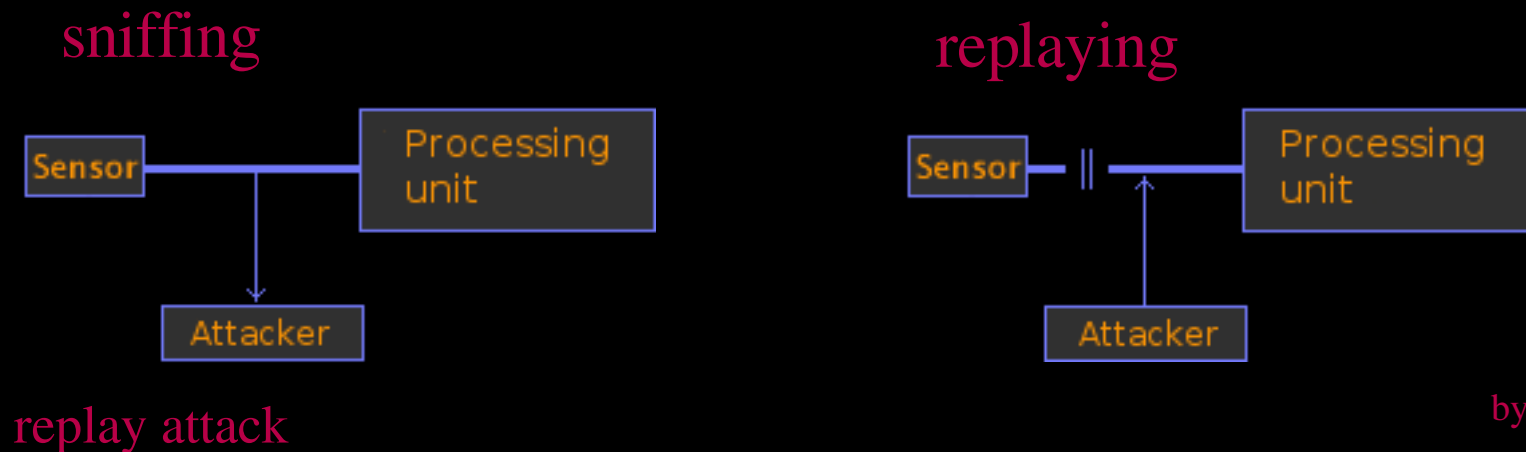 sniffing
replaying
Sensor
Processing
unit
Attacker
Sensor
Processing
unit
Attacker
replay attack
by